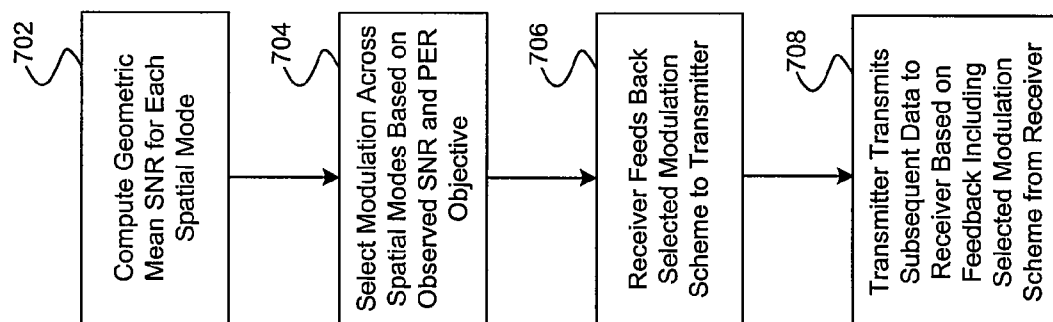 702
Compute Geometric
Mean SNR for Each
Spatial Mode
704
Select Modulation Across
Spatial Modes Based on
Observed SNR and PER
Objective
706
Receiver Feeds Back
Selected Modulation
Scheme to Transmitter
708
Transmitter Transmits
Subsequent Data to
Receiver Based on
Feedback Including
Selected Modulation
Scheme from Receiver